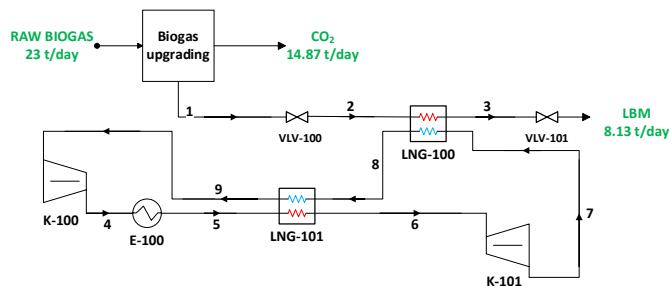 RAW BIOGAS
23 t/day
Biogas
upgrading
CO₂
14.87 t/day
1
VLV-100
2
LNG-100
3
VLV-101
LBM
8.13 t/day
8
9
K-100
4
E-100
5
LNG-101
6
K-101
7